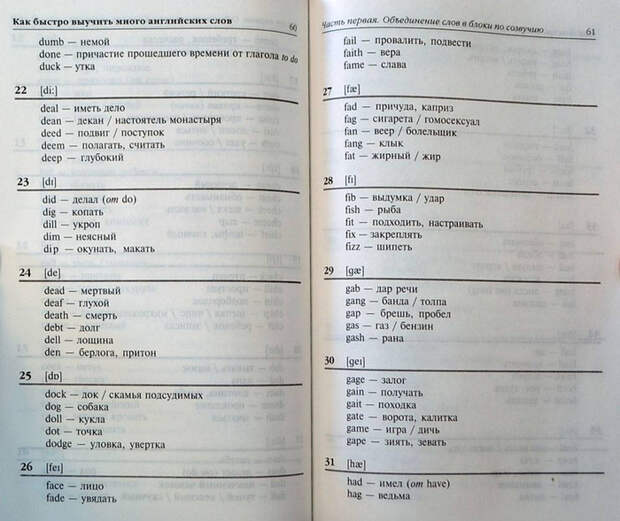 Как быстро выучить много английских слов 60
dumb — немой
done — причастие прошедшего времени от глагола to do
duck — утка
22 [di:]
deal — иметь дело
dean — декан / настоятель монастыря
deed — подвиг / поступок
deem — полагать, считать
deep — глубокий
23 [dɪ]
did — делал (от do)
dig — копать
dill — укроп
dim — неясный
dip — окунать, макать
24 [de]
dead — мертвый
deaf — глухой
death — смерть
debt — долг
dell — лощина
den — берлога, притон
25 [dɒ]
dock — док / скамья подсудимых
dog — собака
doll — кукла
dot — точка
dodge — уловка, увертка
26 [feɪ]
face — лицо
fade — увядать
Часть первая. Объединение слов в блоки по созвучию 61
fail — провалить, подвести
faith — вера
fame — слава
27 [fæ]
fad — причуда, каприз
fag — сигарета / гомосексуал
fan — веер / болельщик
fang — клык
fat — жирный / жир
28 [fɪ]
fib — выдумка / удар
fish — рыба
fit — подходить, настраивать
fix — закреплять
fizz — шипеть
29 [gæ]
gab — дар речи
gang — банда / толпа
gap — брешь, пробел
gas — газ / бензин
gash — рана
30 [geɪ]
gage — залог
gain — получать
gait — походка
gate — ворота, калитка
game — игра / дичь
gape — зиять, зевать
31 [hæ]
had — имел (от have)
hag — ведьма